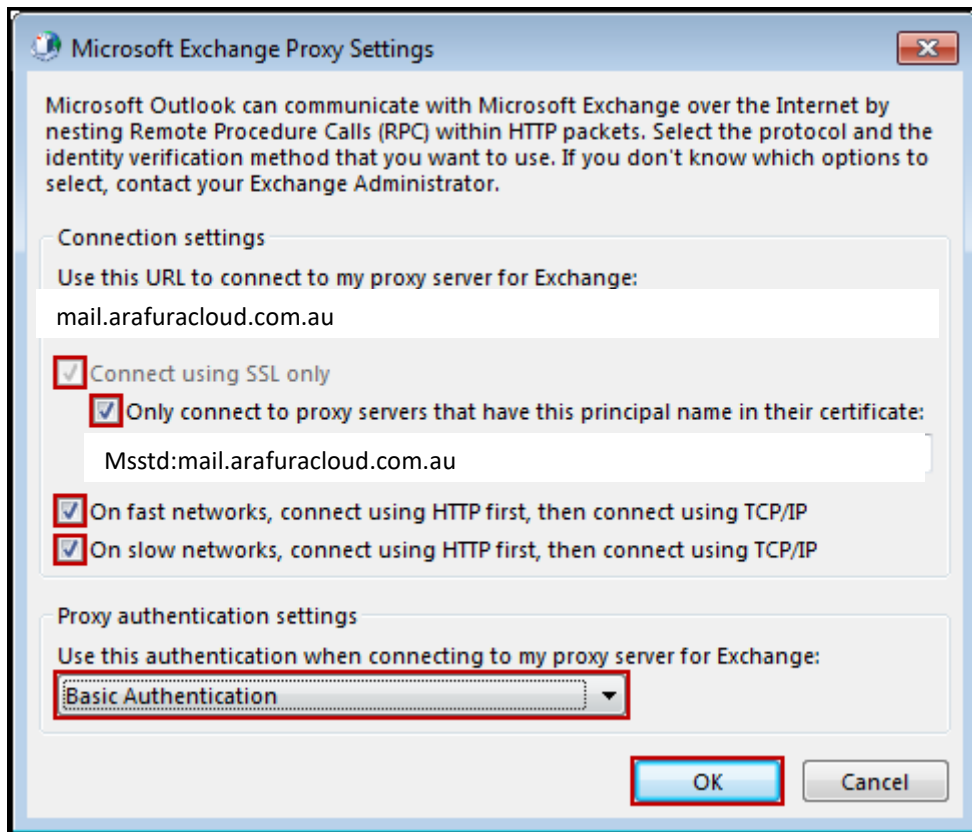 Microsoft Exchange Proxy Settings
Microsoft Outlook can communicate with Microsoft Exchange over the Internet by
nesting Remote Procedure Calls (RPC) within HTTP packets. Select the protocol and the
identity verification method that you want to use. If you don't know which options to
select, contact your Exchange Administrator.
Connection settings
Use this URL to connect to my proxy server for Exchange:
mail.arafuracloud.com.au
Connect using SSL only
Only connect to proxy servers that have this principal name in their certificate:
Msstd:mail.arafuracloud.com.au
On fast networks, connect using HTTP first, then connect using TCP/IP
On slow networks, connect using HTTP first, then connect using TCP/IP
Proxy authentication settings
Use this authentication when connecting to my proxy server for Exchange:
Basic Authentication
OK Cancel